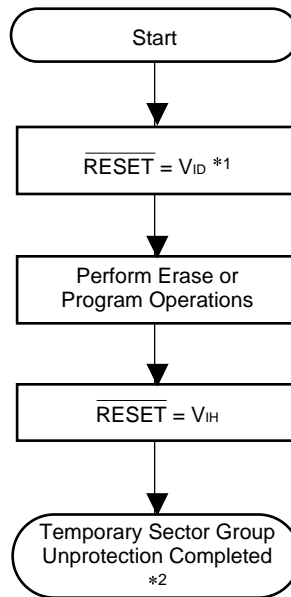 Start
RESET = VID *1
Perform Erase or
Program Operations
RESET = VIH
Temporary Sector Group
Unprotection Completed
*2